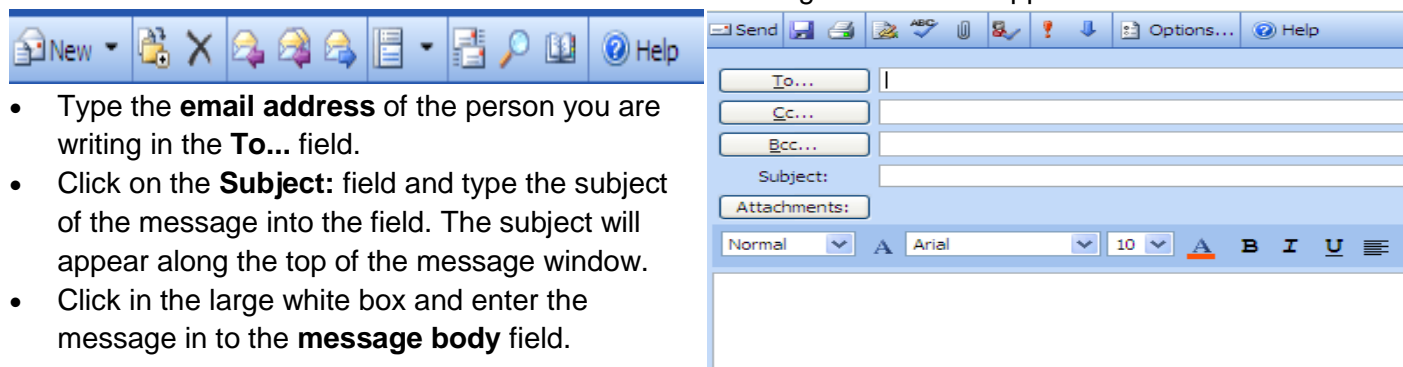 New Help
• Type the email address of the person you are
writing in the To... field.
• Click on the Subject: field and type the subject
of the message into the field. The subject will
appear along the top of the message window.
• Click in the large white box and enter the
message in to the message body field.
Send ABC Options... Help
To...
Cc...
Bcc...
Subject:
Attachments:
Normal A Arial 10 A B I U